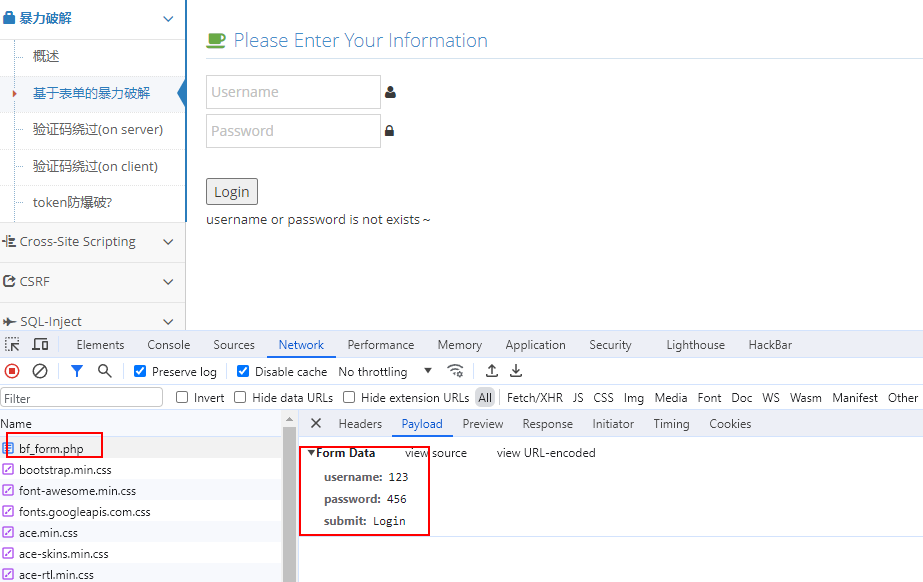 暴力破解
概述
基于表单的暴力破解
验证码绕过(on server)
验证码绕过(on client)
token防爆破?
Cross-Site Scripting
CSRF
SQL-Inject
Please Enter Your Information
Username
Password
Login
username or password is not exists～
Elements Console Sources Network Performance Memory Application Security Lighthouse HackBar
Preserve log Disable cache No throttling
Filter Invert Hide data URLs Hide extension URLs All Fetch/XHR JS CSS Img Media Font Doc WS Wasm Manifest Other
Name
bf_form.php
bootstrap.min.css
font-awesome.min.css
fonts.googleapis.com.css
ace.min.css
ace-skins.min.css
ace-rtl.min.css
Headers Payload Preview Response Initiator Timing Cookies
Form Data view source view URL-encoded
username: 123
password: 456
submit: Login